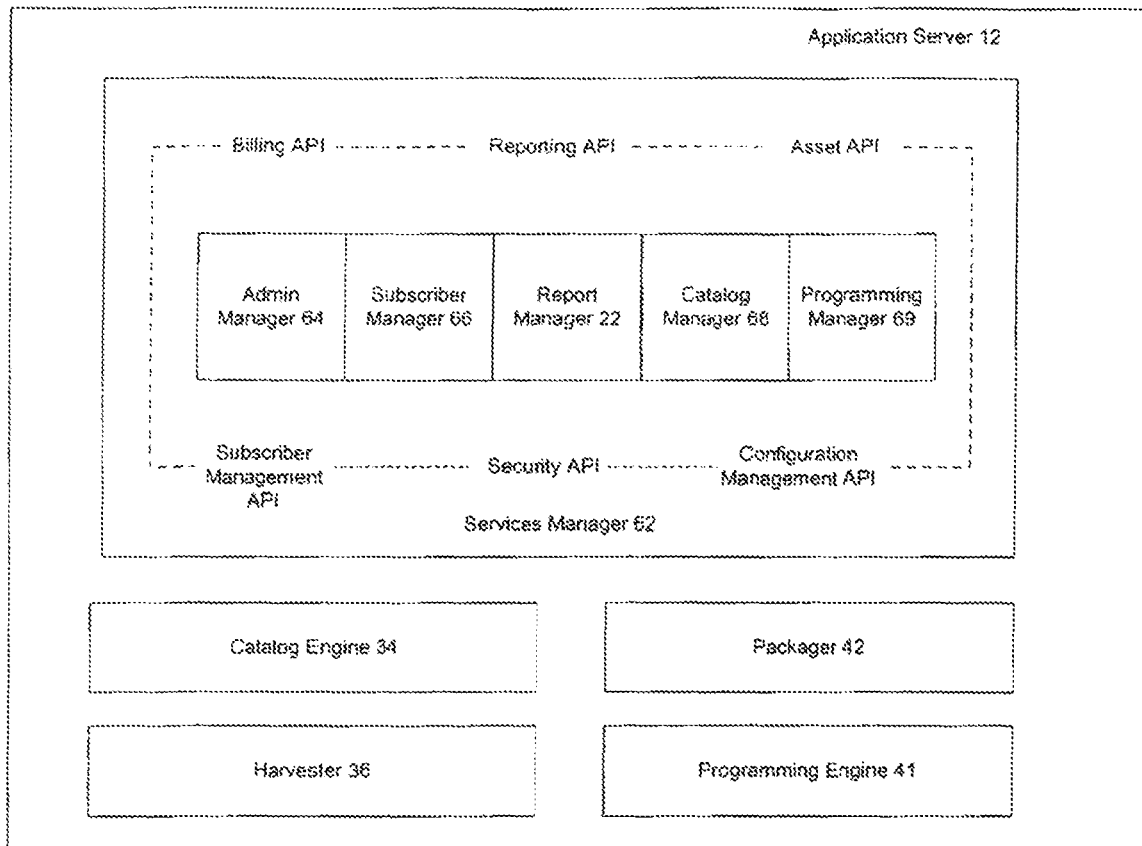 Application Server 12
Billing API
Reporting API
Asset API
Admin
Manager 64
Subscriber
Manager 66
Report
Manager 22
Catalog
Manager 68
Programming
Manager 69
Subscriber
Management
API
Security API
Configuration
Management API
Services Manager 62
Catalog Engine 34
Packager 42
Harvester 36
Programming Engine 41